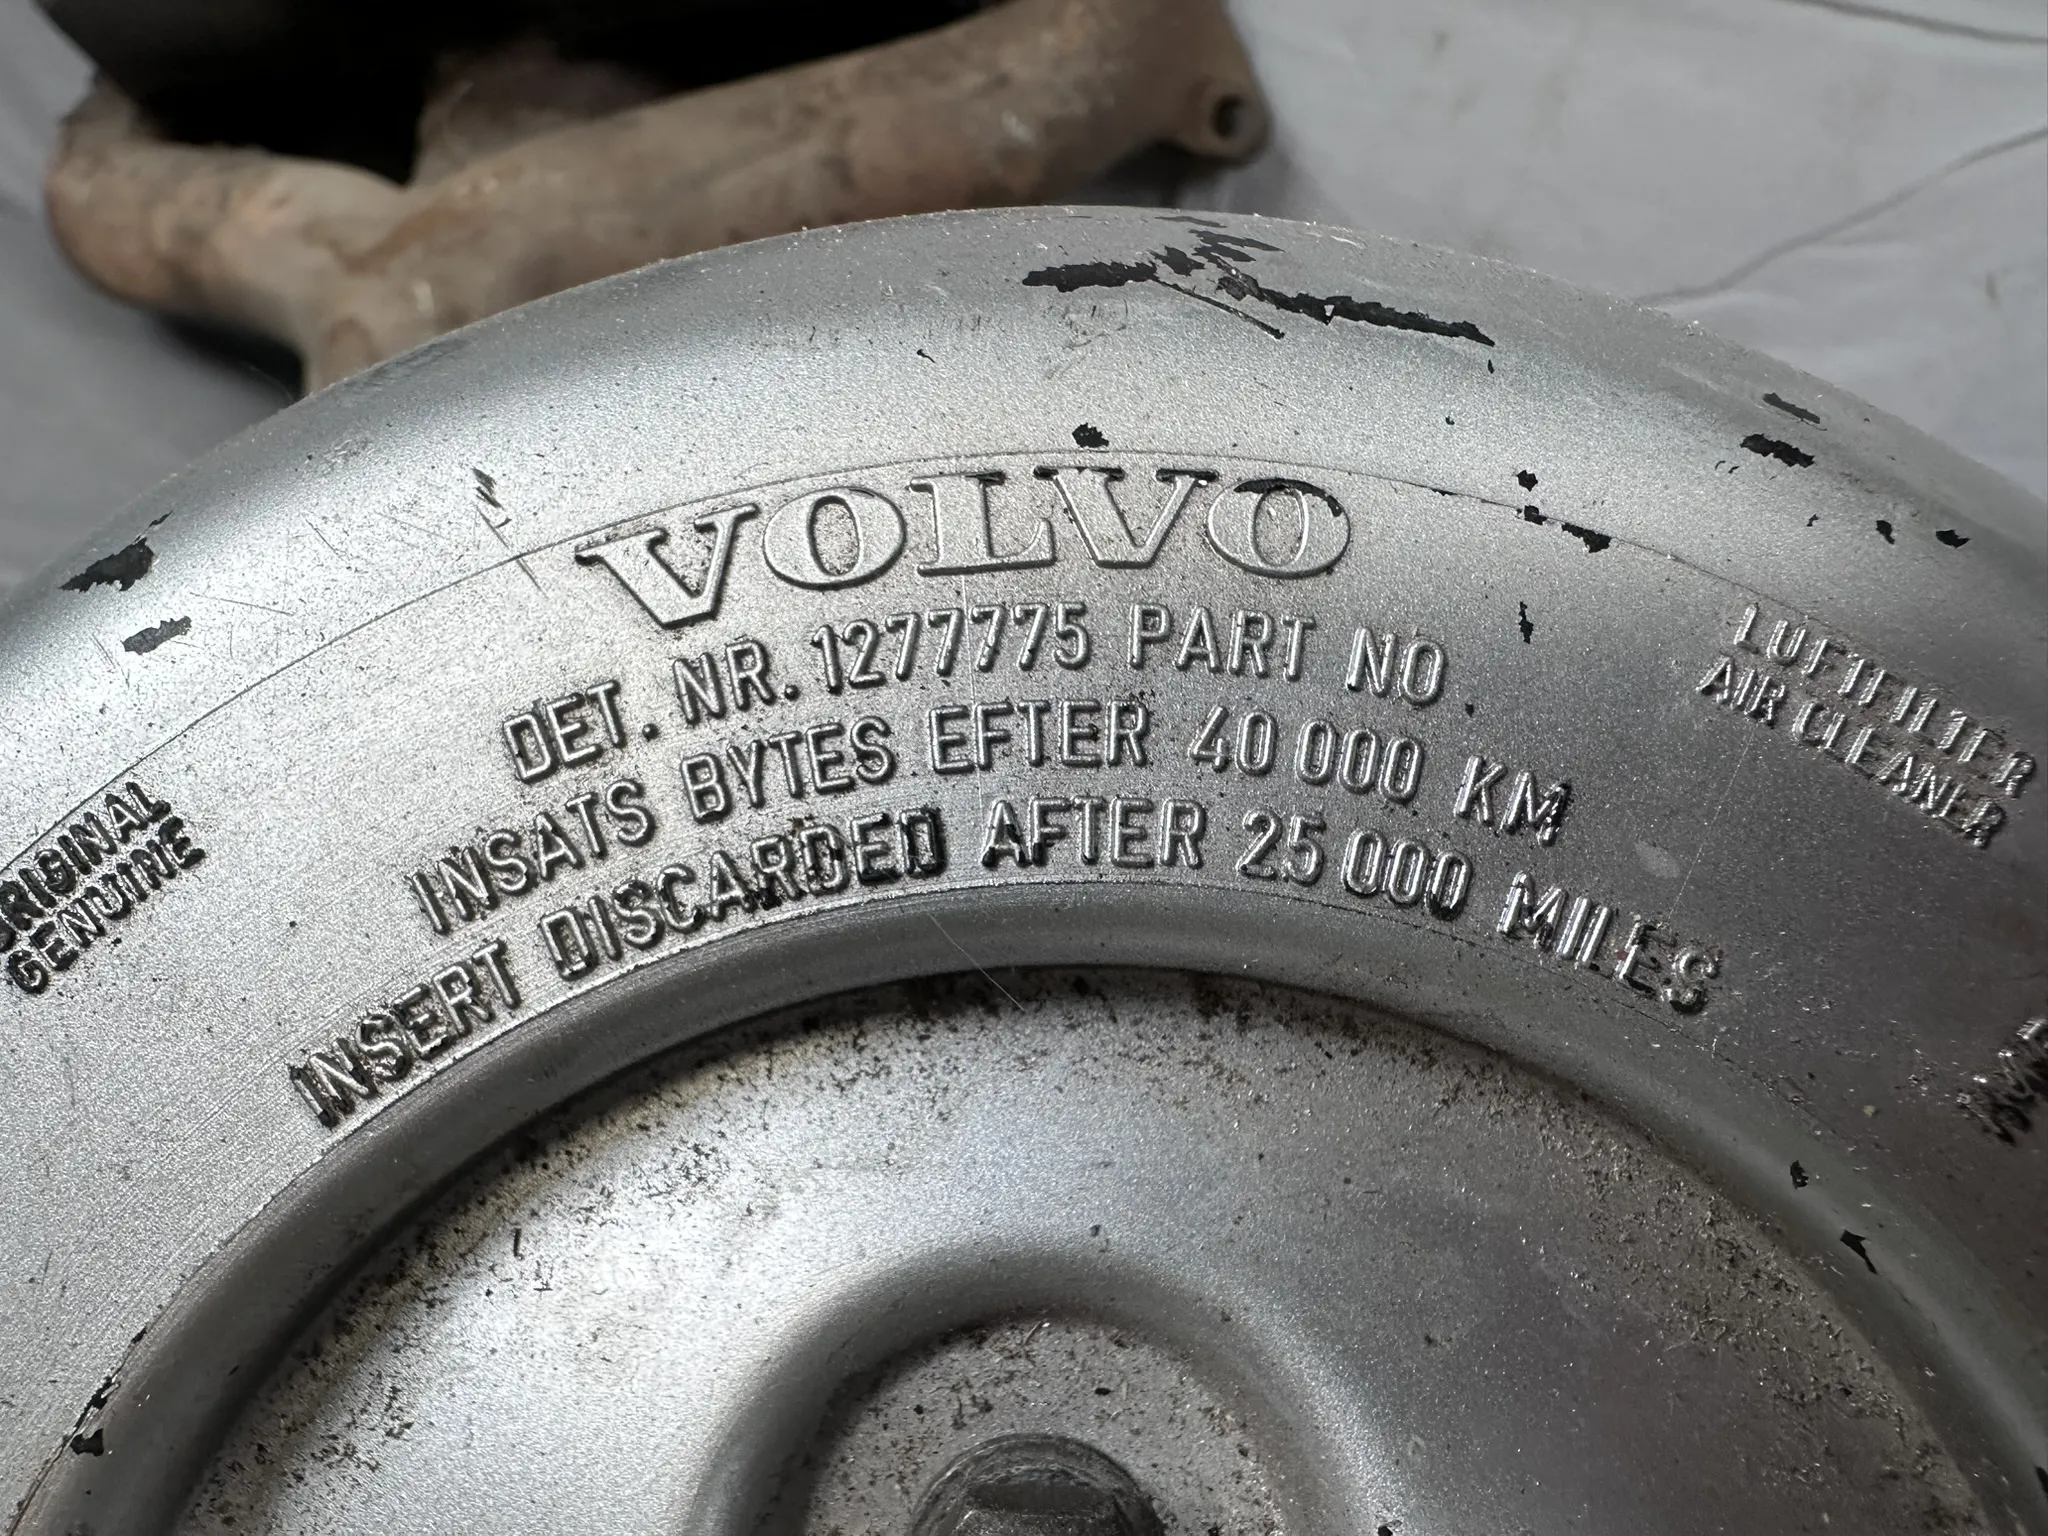 VOLVO
DET. NR. 1277775 PART NO.
INSATS BYTES EFTER 40 000 KM
INSERT DISCARDED AFTER 25 000 MILES
LUFTFILTER
AIR CLEANER
ORIGINAL
GENUINE